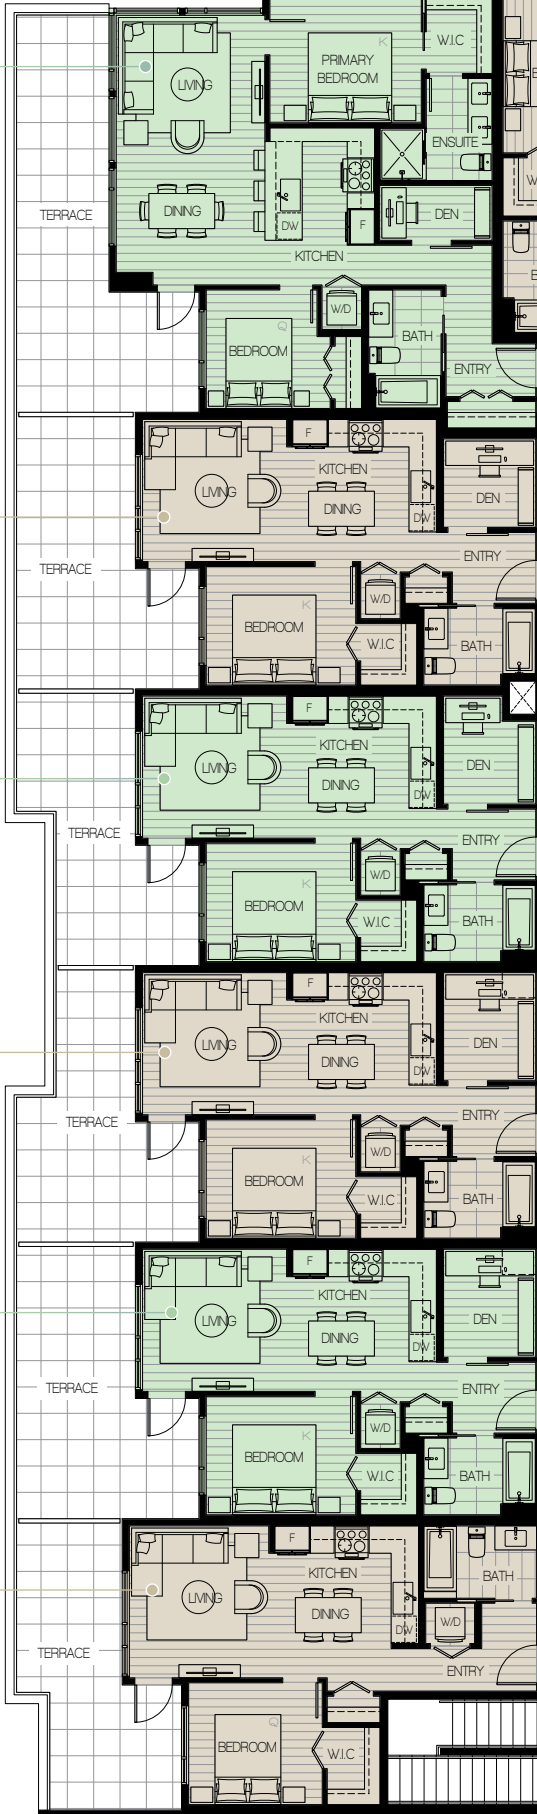 W.I.C
K
PRIMARY
BEDROOM
LIVING
ENSUITE
TERRACE
DINING
DEN
DW
F
KITCHEN
W/D
Q
BEDROOM
BATH
ENTRY
F
KITCHEN
LIVING
DINING
DEN
DW
ENTRY
TERRACE
W/D
K
BEDROOM
W.I.C
BATH
F
KITCHEN
LIVING
DINING
DEN
DW
TERRACE
ENTRY
W/D
K
BEDROOM
W.I.C
BATH
F
KITCHEN
LIVING
DINING
DEN
DW
TERRACE
ENTRY
W/D
K
BEDROOM
W.I.C
BATH
F
KITCHEN
LIVING
DINING
DEN
DW
TERRACE
ENTRY
W/D
K
BEDROOM
W.I.C
BATH
F
KITCHEN
BATH
LIVING
DINING
DW
W/D
TERRACE
ENTRY
Q
BEDROOM
W.I.C